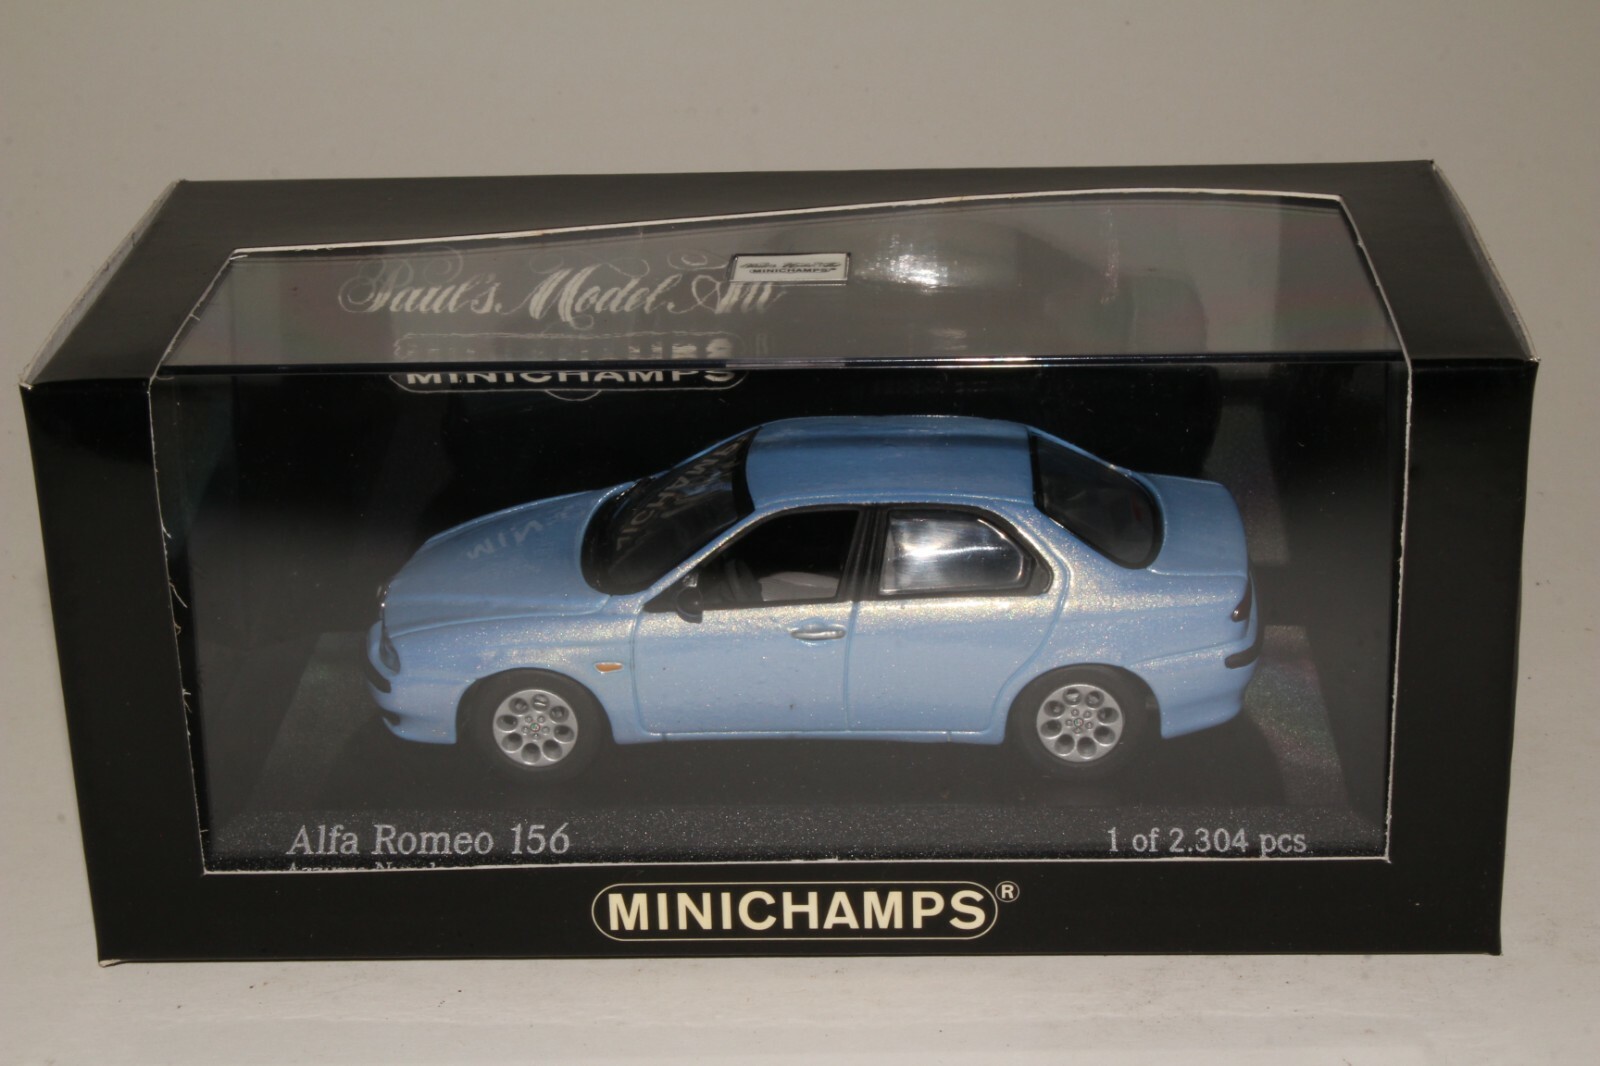 Paul's Model Art
MINICHAMPS
MINICHAMPS
Alfa Romeo 156
1 of 2.304 pcs.
MINICHAMPS®